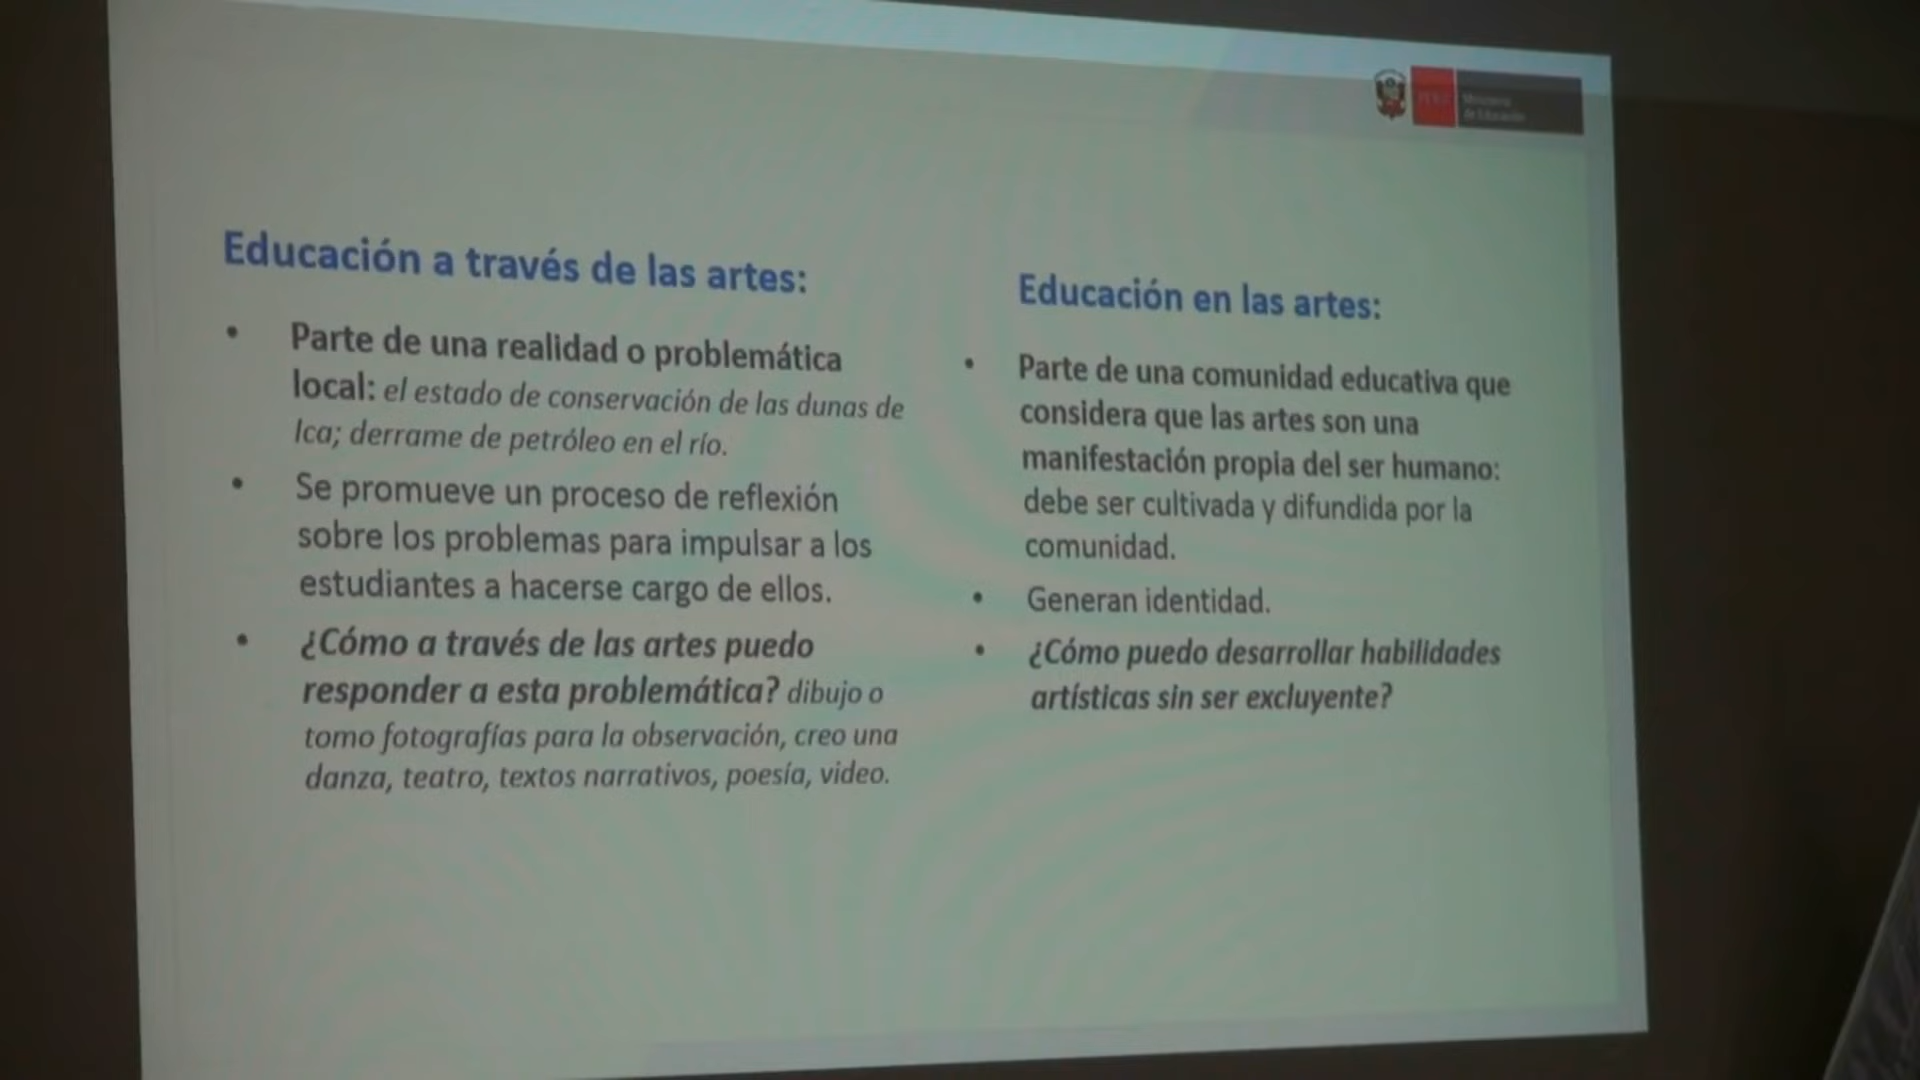 PERÚ
Ministerio
de Educación
Educación a través de las artes:
• Parte de una realidad o problemática
local: el estado de conservación de las dunas de
Ica; derrame de petróleo en el río.
• Se promueve un proceso de reflexión
sobre los problemas para impulsar a los
estudiantes a hacerse cargo de ellos.
• ¿Cómo a través de las artes puedo
responder a esta problemática? dibujo o
tomo fotografías para la observación, creo una
danza, teatro, textos narrativos, poesía, video.
Educación en las artes:
• Parte de una comunidad educativa que
considera que las artes son una
manifestación propia del ser humano:
debe ser cultivada y difundida por la
comunidad.
• Generan identidad.
• ¿Cómo puedo desarrollar habilidades
artísticas sin ser excluyente?